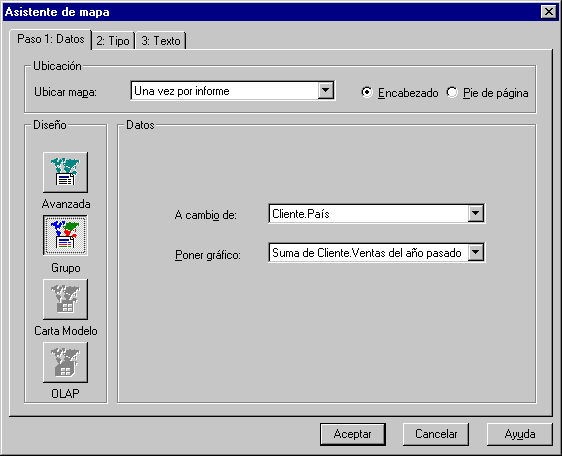 Asistente de mapa
Paso 1: Datos 2: Tipo 3: Texto
Ubicación
Ubicar mapa: Una vez por informe Encabezado Pie de página
Diseño
Datos
Avanzada
A cambio de: Cliente.País
Poner gráfico: Suma de Cliente.Ventas del año pasado
Grupo
Carta Modelo
OLAP
Aceptar Cancelar Ayuda